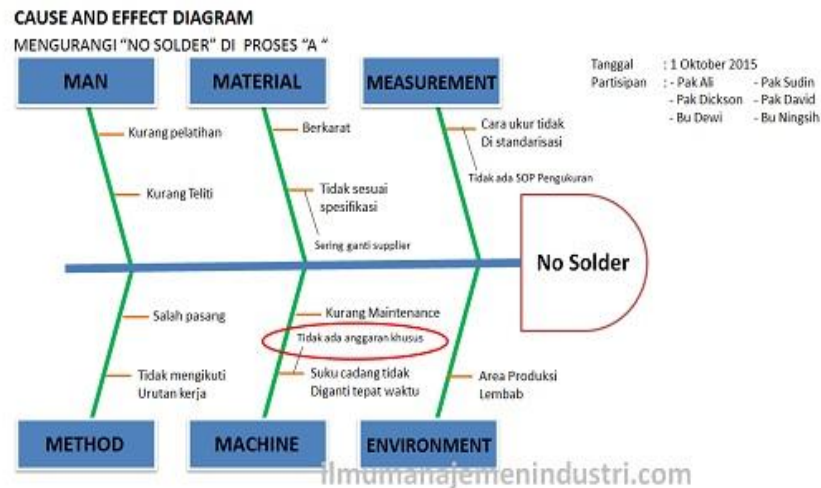 CAUSE AND EFFECT DIAGRAM
MENGURANGI "NO SOLDER" DI PROSES "A "
Tanggal : 1 Oktober 2015
Partisipan : - Pak Ali - Pak Sudin
- Pak Dickson - Pak David
- Bu Dewi - Bu Ningsih
MAN
MATERIAL
MEASUREMENT
Kurang pelatihan
Kurang Teliti
Berkarat
Tidak sesuai
spesifikasi
Sering ganti supplier
Cara ukur tidak
Di standarisasi
Tidak ada SOP Pengukuran
No Solder
Salah pasang
Tidak mengikuti
Urutan kerja
Kurang Maintenance
Tidak ada anggaran khusus
Suku cadang tidak
Diganti tepat waktu
Area Produksi
Lembab
METHOD
MACHINE
ENVIRONMENT
ilmumanajemenindustri.com